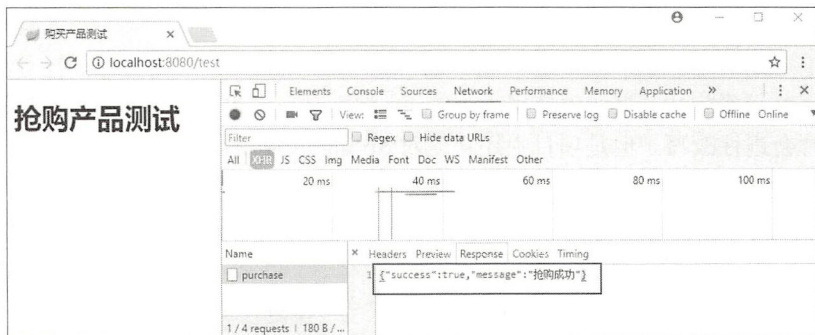 购买产品测试
localhost:8080/test
抢购产品测试
Elements Console Sources Network Performance Memory Application »
View: Group by frame Preserve log Disable cache Offline Online
Filter Regex Hide data URLs
All XHR JS CSS Img Media Font Doc WS Manifest Other
20 ms 40 ms 60 ms 80 ms 100 ms
Name × Headers Preview Response Cookies Timing
purchase 1 {"success":true,"message":"抢购成功"}
1 / 4 requests | 180 B / ...